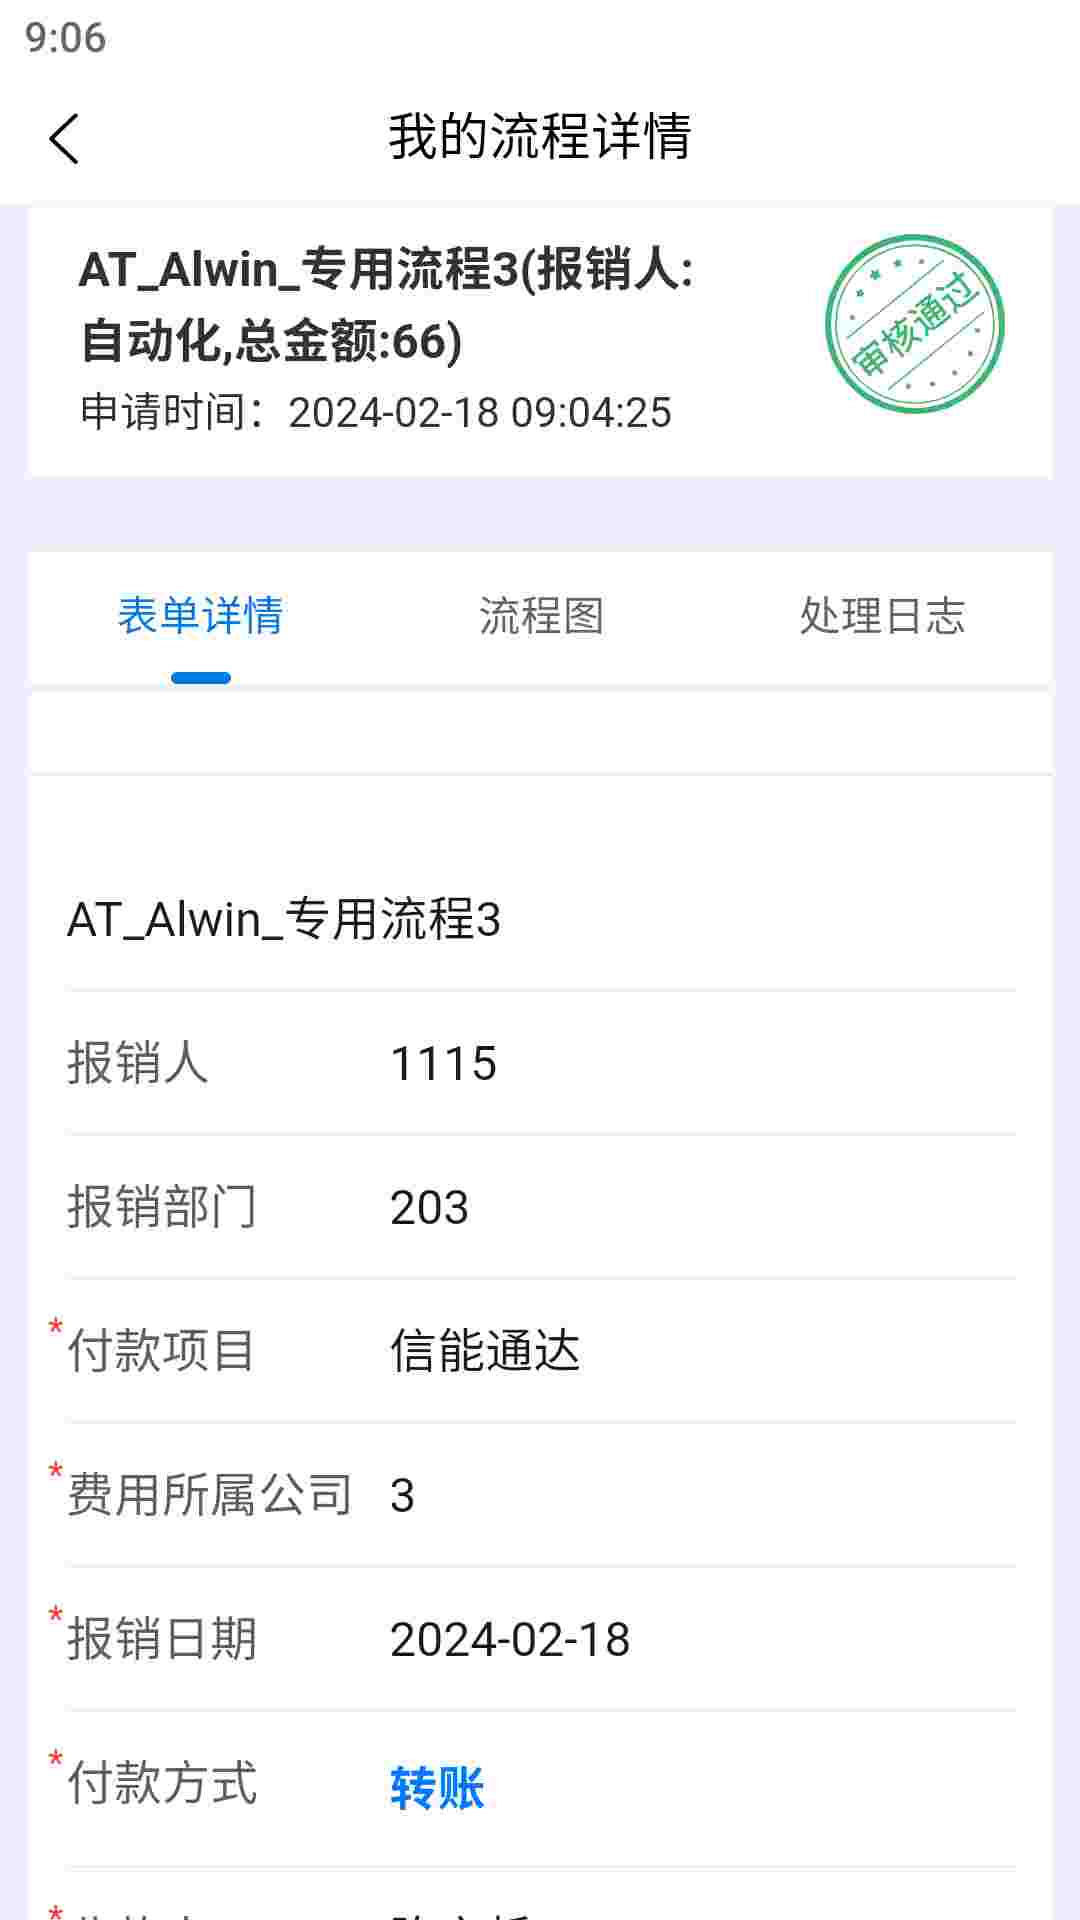 9:06
我的流程详情
AT_Alwin_专用流程3(报销人:
自动化,总金额:66)
申请时间：2024-02-18 09:04:25
审核通过
表单详情 流程图 处理日志
AT_Alwin_专用流程3
报销人 1115
报销部门 203
*付款项目 信能通达
*费用所属公司 3
*报销日期 2024-02-18
*付款方式 转账